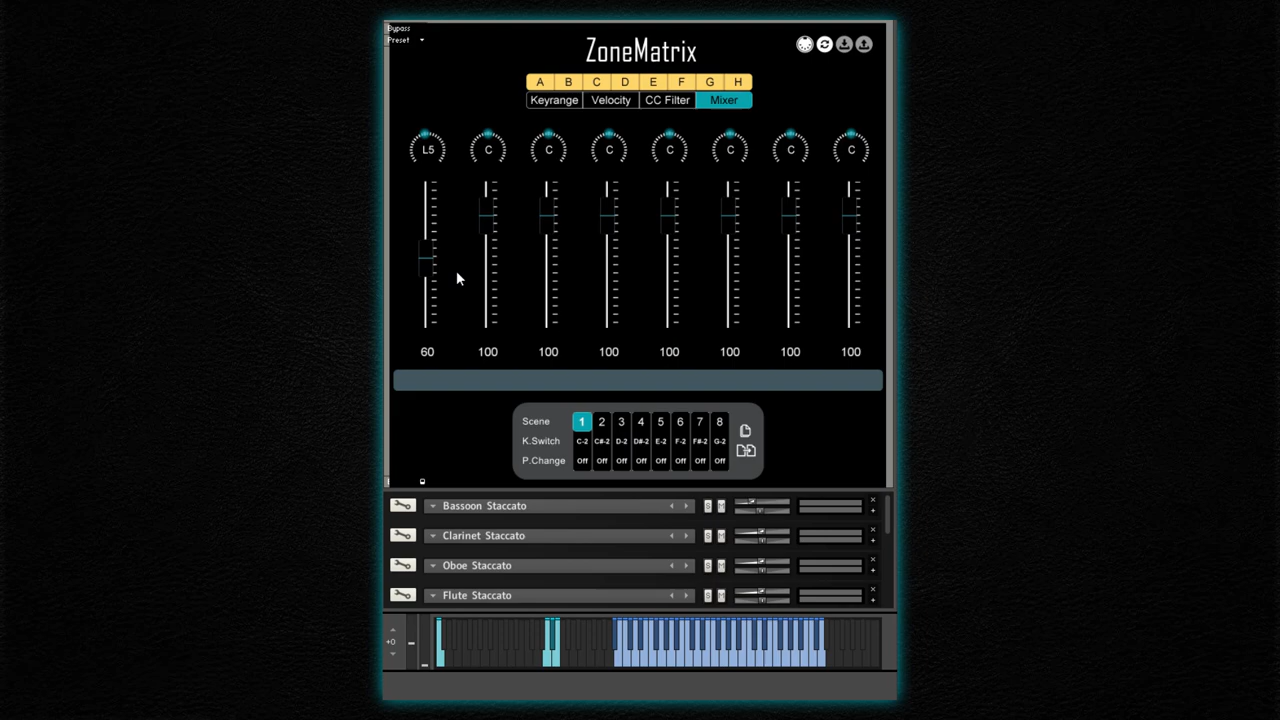 Bypass
Preset
ZoneMatrix
A B C D E F G H
Keyrange Velocity CC Filter Mixer
L5 C C C C C C C
60 100 100 100 100 100 100 100
Scene 1 2 3 4 5 6 7 8
K.Switch C-2 C#-2 D-2 D#-2 E-2 F-2 F#-2 G-2
P.Change Off Off Off Off Off Off Off Off
Bassoon Staccato S M
Clarinet Staccato S M
Oboe Staccato S M
Flute Staccato S M
+0